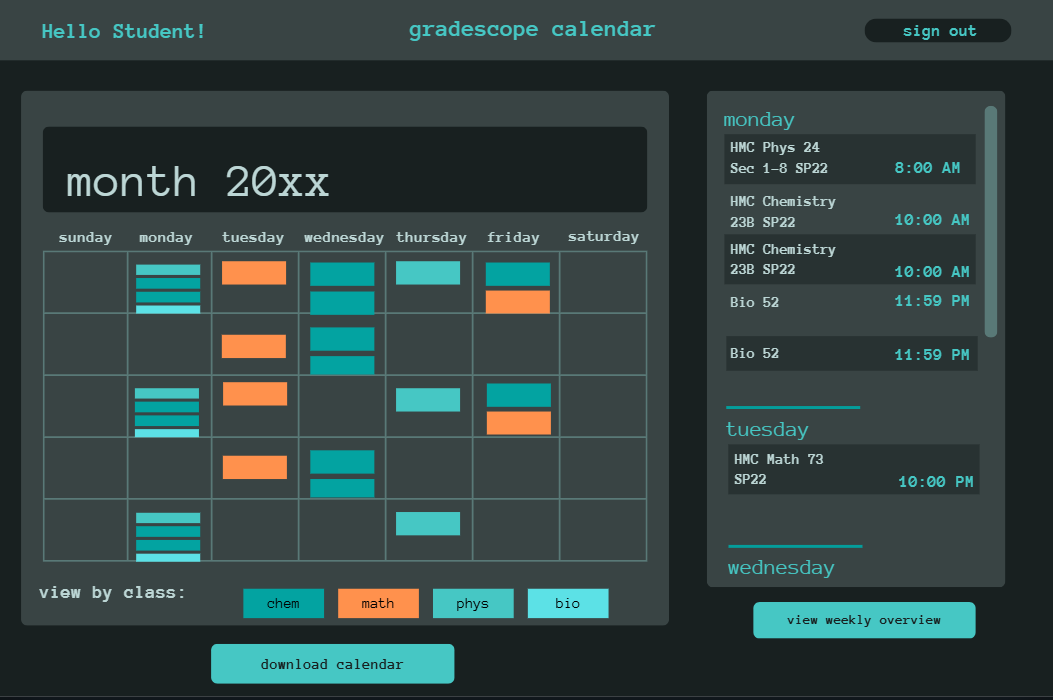 Hello Student!
gradescope calendar
sign out
month 20xx
sunday monday tuesday wednesday thursday friday saturday
view by class:
chem
math
phys
bio
download calendar
monday
HMC Phys 24
Sec 1-8 SP22 8:00 AM
HMC Chemistry
23B SP22 10:00 AM
HMC Chemistry
23B SP22 10:00 AM
Bio 52 11:59 PM
Bio 52 11:59 PM
tuesday
HMC Math 73
SP22 10:00 PM
wednesday
view weekly overview